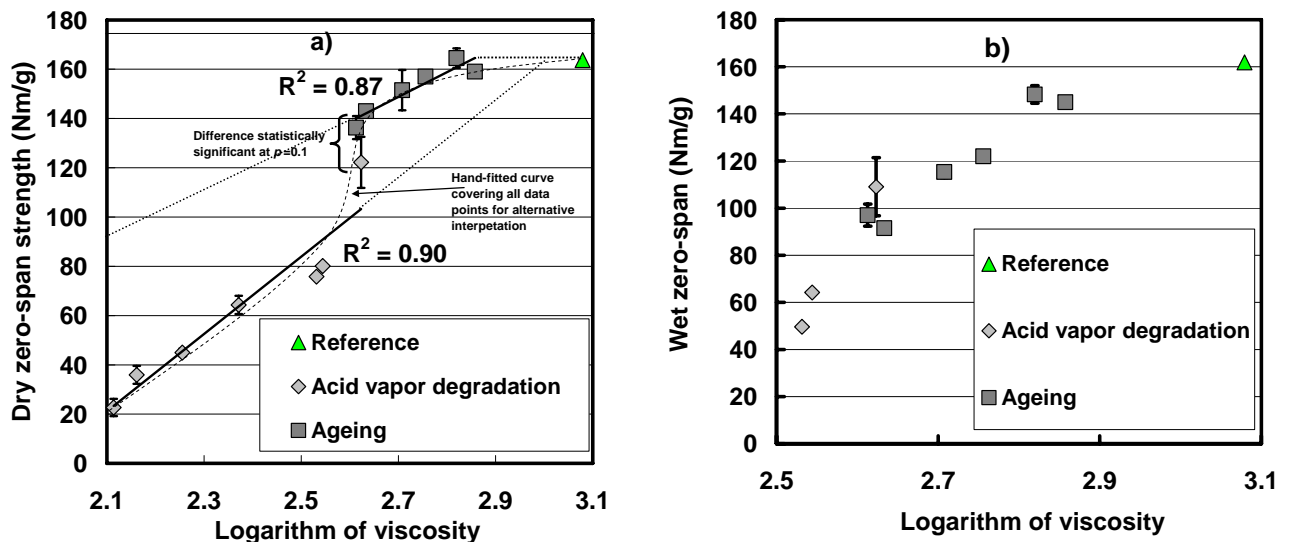 a)
R² = 0.87
Difference statistically
significant at p=0.1
Hand-fitted curve
covering all data
points for alternative
interpetation
R² = 0.90
Reference
Acid vapor degradation
Ageing
Dry zero-span strength (Nm/g)
180
160
140
120
100
80
60
40
20
0
2.1 2.3 2.5 2.7 2.9 3.1
Logarithm of viscosity
b)
Reference
Acid vapor degradation
Ageing
Wet zero-span (Nm/g)
180
160
140
120
100
80
60
40
20
0
2.5 2.7 2.9 3.1
Logarithm of viscosity